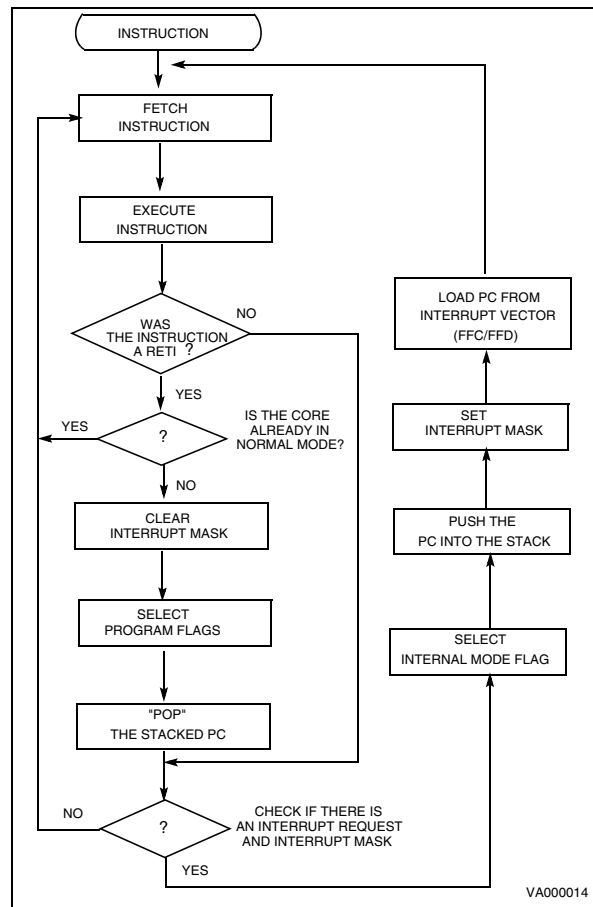 INSTRUCTION
FETCH
INSTRUCTION
EXECUTE
INSTRUCTION
WAS
THE INSTRUCTION
A RETI ?
NO
YES
?
YES
IS THE CORE
ALREADY IN
NORMAL MODE?
NO
CLEAR
INTERRUPT MASK
SELECT
PROGRAM FLAGS
"POP"
THE STACKED PC
?
NO
CHECK IF THERE IS
AN INTERRUPT REQUEST
AND INTERRUPT MASK
YES
SELECT
INTERNAL MODE FLAG
PUSH THE
PC INTO THE STACK
SET
INTERRUPT MASK
LOAD PC FROM
INTERRUPT VECTOR
(FFC/FFD)
VA000014